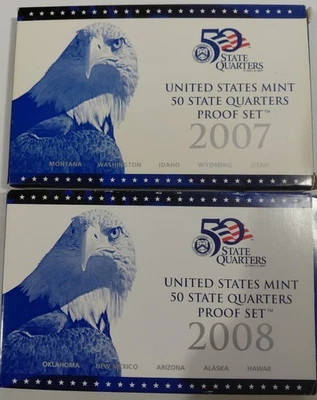 50
STATE
QUARTERS
UNITED STATES MINT
50 STATE QUARTERS
PROOF SET™
2007
MONTANA WASHINGTON IDAHO WYOMING UTAH
50
STATE
QUARTERS
UNITED STATES MINT
50 STATE QUARTERS
PROOF SET™
2008
OKLAHOMA NEW MEXICO ARIZONA ALASKA HAWAII